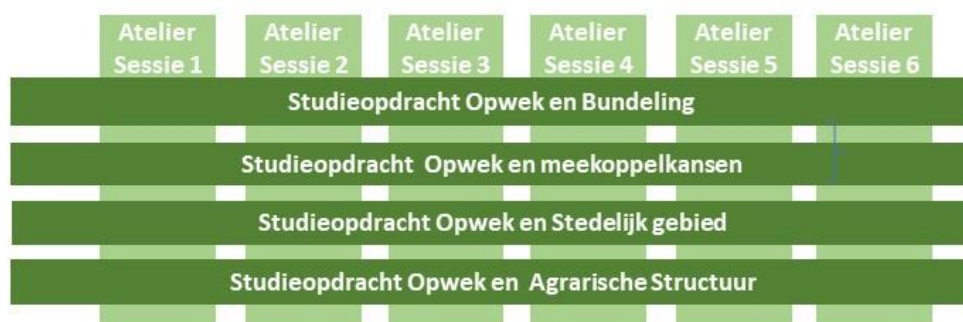 Atelier Sessie 1
Atelier Sessie 2
Atelier Sessie 3
Atelier Sessie 4
Atelier Sessie 5
Atelier Sessie 6
Studieopdracht Opwek en Bundeling
Studieopdracht Opwek en meekoppelkansen
Studieopdracht Opwek en Stedelijk gebied
Studieopdracht Opwek en Agrarische Structuur